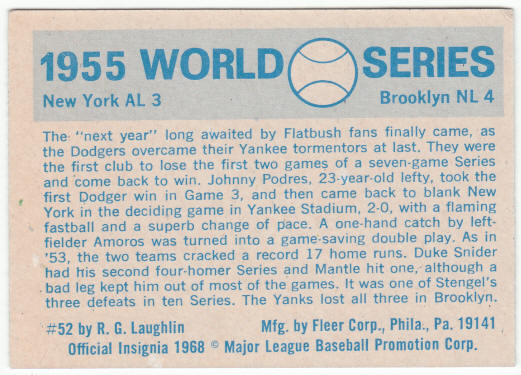 1955 WORLD SERIES
New York AL 3 Brooklyn NL 4
The "next year" long awaited by Flatbush fans finally came, as
the Dodgers overcame their Yankee tormentors at last. They were
the first club to lose the first two games of a seven-game Series
and come back to win. Johnny Podres, 23-year-old lefty, took the
first Dodger win in Game 3, and then came back to blank New
York in the deciding game in Yankee Stadium, 2-0, with a flaming
fastball and a superb change of pace. A one-hand catch by left-
fielder Amoros was turned into a game-saving double play. As in
'53, the two teams cracked a record 17 home runs. Duke Snider
had his second four-homer Series and Mantle hit one, although a
bad leg kept him out of most of the games. It was one of Stengel's
three defeats in ten Series. The Yanks lost all three in Brooklyn.
#52 by R. G. Laughlin Mfg. by Fleer Corp., Phila., Pa. 19141
Official Insignia 1968 © Major League Baseball Promotion Corp.